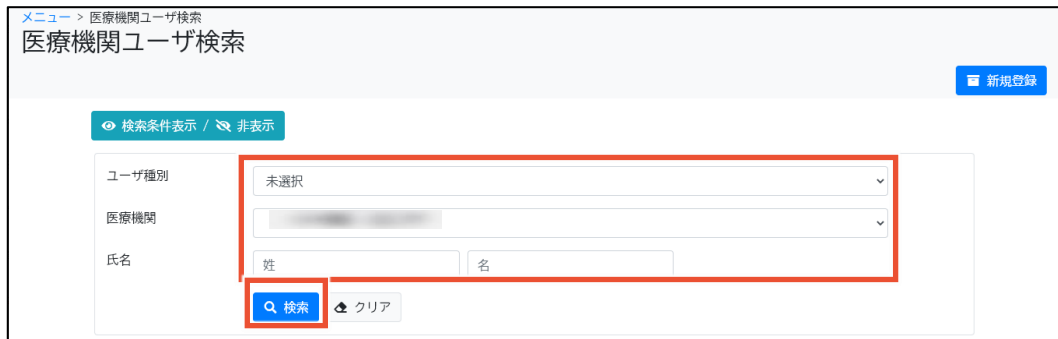 メニュー > 医療機関ユーザ検索
医療機関ユーザ検索
新規登録
検索条件表示 / 非表示
ユーザ種別 未選択
医療機関
氏名 姓 名
検索 クリア